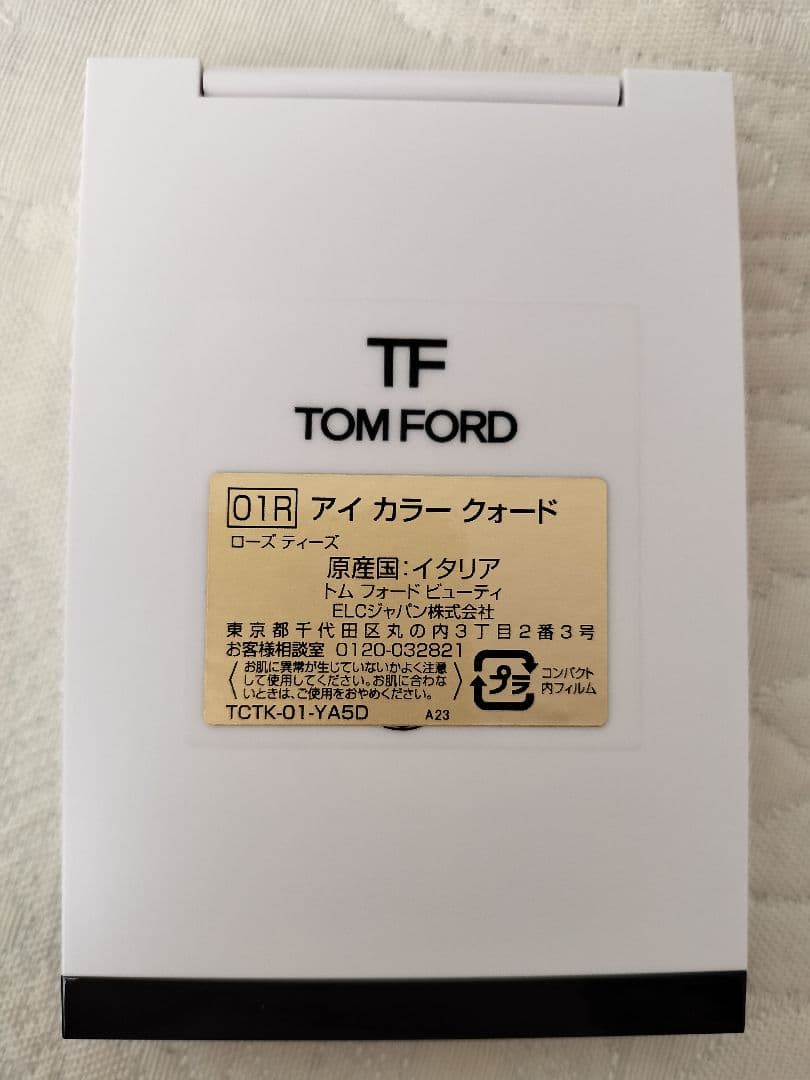 TF
TOM FORD
01R アイ カラー クォード
ローズ ティーズ
原産国:イタリア
トム フォード ビューティ
ELCジャパン株式会社
東京都千代田区丸の内3丁目2番3号
お客様相談室 0120-032821
お肌に異常が生じていないかよく注意
して使用してください。お肌に合わな
いときは、ご使用をおやめください。
プラ
コンパクト
内フィルム
TCTK-01-YA5D A23